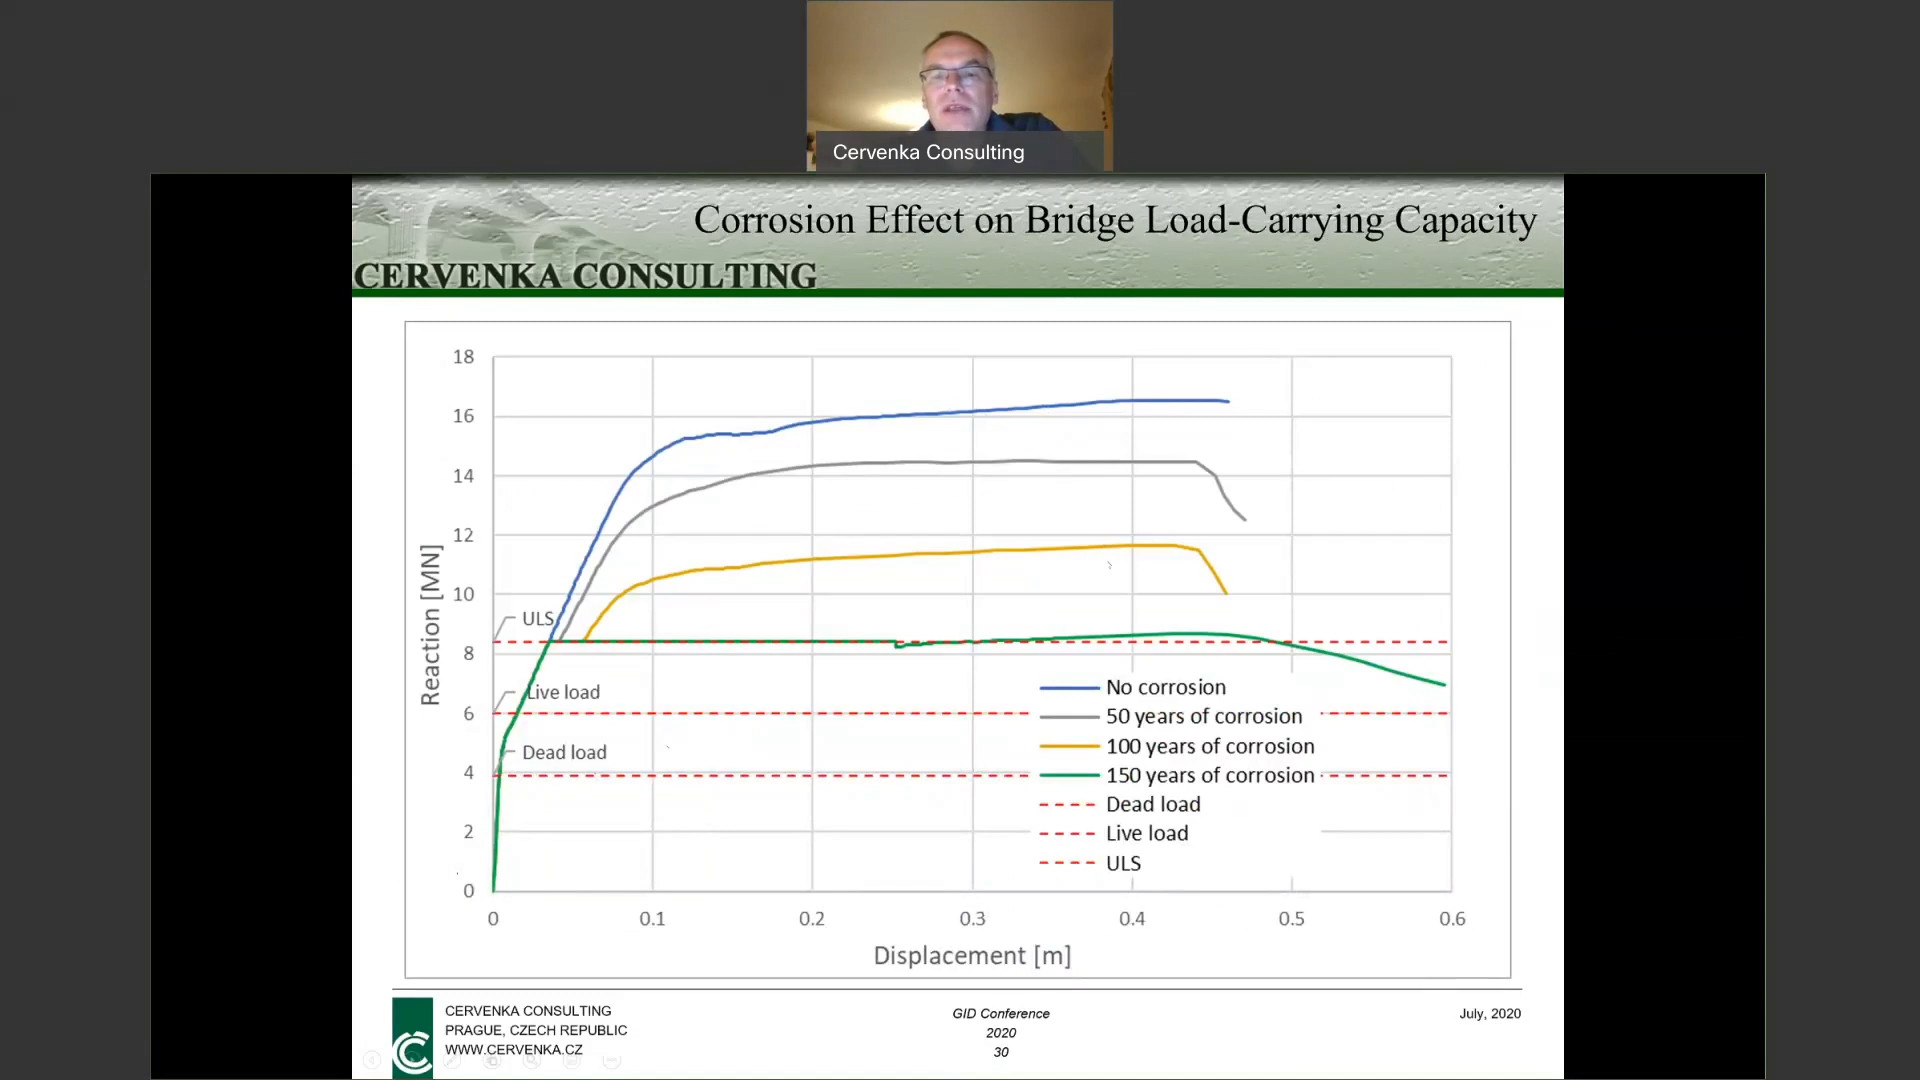 Cervenka Consulting
Corrosion Effect on Bridge Load-Carrying Capacity
CERVENKA CONSULTING
18
16
14
12
10
8
6
4
2
0
Reaction [MN]
ULS
Live load
Dead load
No corrosion
50 years of corrosion
100 years of corrosion
150 years of corrosion
Dead load
Live load
ULS
0 0.1 0.2 0.3 0.4 0.5 0.6
Displacement [m]
CERVENKA CONSULTING
PRAGUE, CZECH REPUBLIC
WWW.CERVENKA.CZ
GID Conference
2020
30
July, 2020